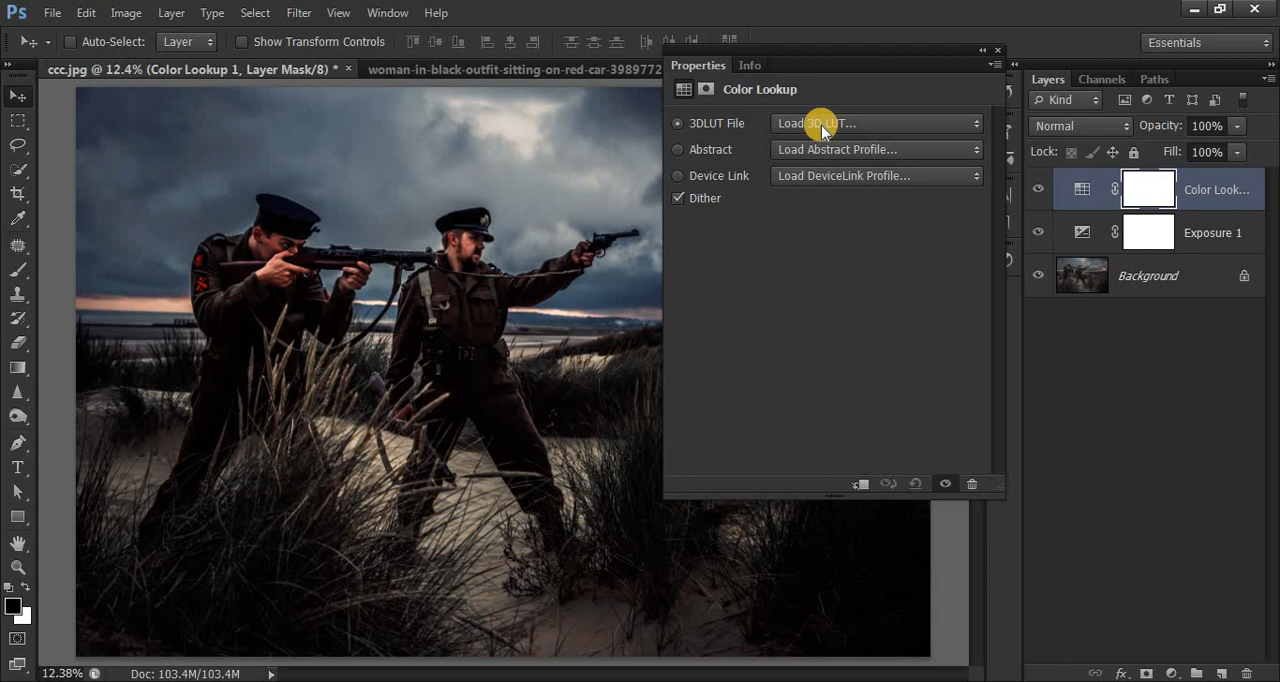 Ps File Edit Image Layer Type Select Filter View Window Help
Auto-Select: Layer Show Transform Controls Essentials
ccc.jpg @ 12.4% (Color Lookup 1, Layer Mask/8) * × woman-in-black-outfit-sitting-on-red-car-3989772
Properties Info
Color Lookup
3DLUT File Load 3D LUT...
Abstract Load Abstract Profile...
Device Link Load DeviceLink Profile...
Dither
Layers Channels Paths
Kind
Normal Opacity: 100%
Lock: Fill: 100%
Color Look...
Exposure 1
Background
12.38% Doc: 103.4M/103.4M